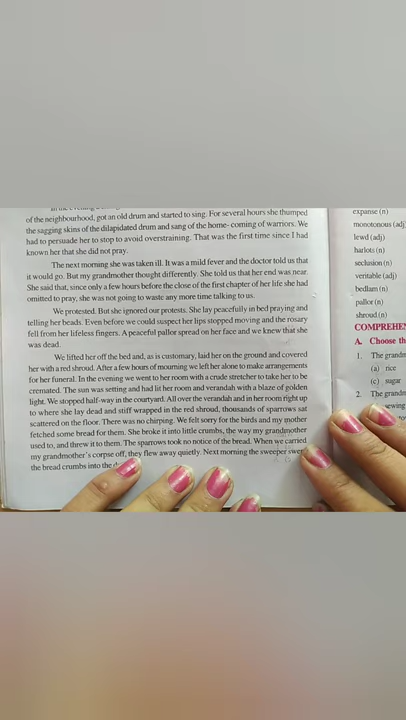 of the neighbourhood, got an old drum and started to sing. For several hours she thumped
the sagging skins of the dilapidated drum and sang of the home- coming of warriors. We
had to persuade her to stop to avoid overstraining. That was the first time since I had
known her that she did not pray.
The next morning she was taken ill. It was a mild fever and the doctor told us that
it would go. But my grandmother thought differently. She told us that her end was near.
She said that, since only a few hours before the close of the first chapter of her life she had
omitted to pray, she was not going to waste any more time talking to us.
We protested. But she ignored our protests. She lay peacefully in bed praying and
telling her beads. Even before we could suspect her lips stopped moving and the rosary
fell from her lifeless fingers. A peaceful pallor spread on her face and we knew that she
was dead.
We lifted her off the bed and, as is customary, laid her on the ground and covered
her with a red shroud. After a few hours of mourning we left her alone to make arrangements
for her funeral. In the evening we went to her room with a crude stretcher to take her to be
cremated. The sun was setting and had lit her room and verandah with a blaze of golden
light. We stopped half-way in the courtyard. All over the verandah and in her room right up
to where she lay dead and stiff wrapped in the red shroud, thousands of sparrows sat
scattered on the floor. There was no chirping. We felt sorry for the birds and my mother
fetched some bread for them. She broke it into little crumbs, the way my grandmother
used to, and threw it to them. The sparrows took no notice of the bread. When we carried
my grandmother's corpse off, they flew away quietly. Next morning the sweeper swept
the bread crumbs into the
expanse (n)
monotonous (adj)
lewd (adj)
harlots (n)
seclusion (n)
veritable (adj)
bedlam (n)
pallor (n)
shroud (n)
COMPREHEN
A. Choose th
1. The grandm
(a) rice
(c) sugar
2. The grandm
sewing